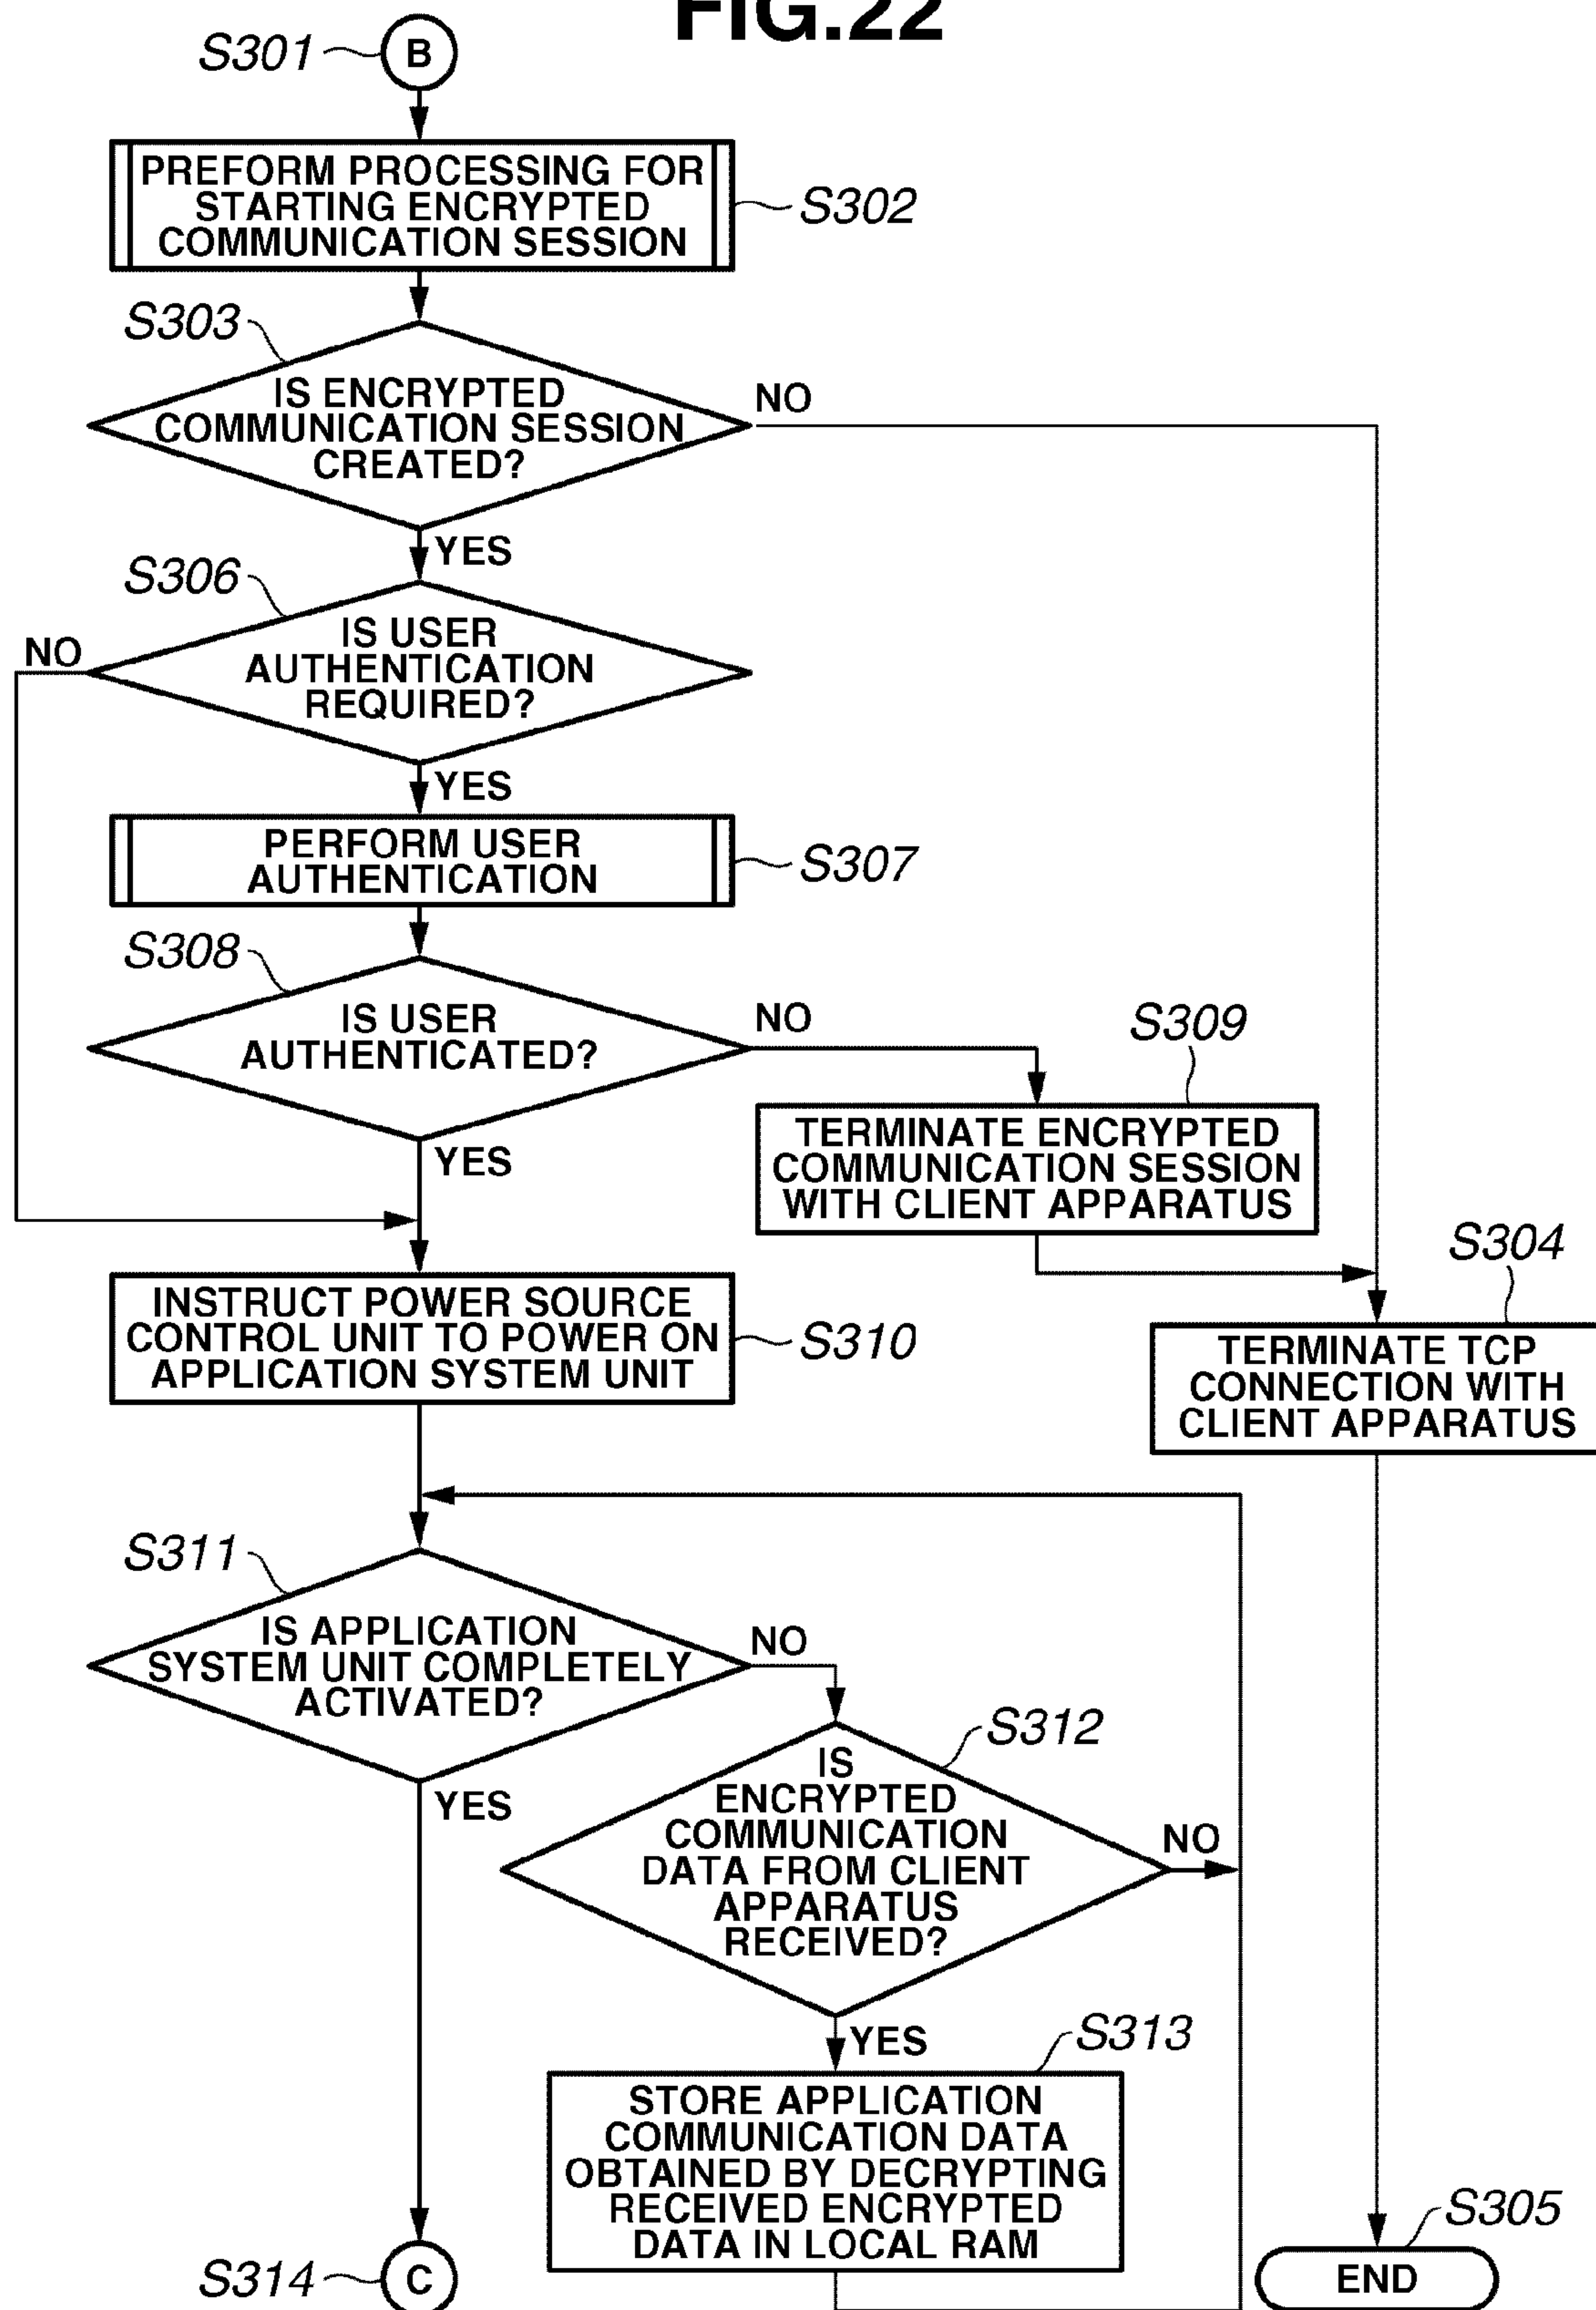 FIG.22
S301
B
PREFORM PROCESSING FOR
STARTING ENCRYPTED
COMMUNICATION SESSION
S302
S303
IS ENCRYPTED
COMMUNICATION SESSION
CREATED?
NO
YES
S306
IS USER
AUTHENTICATION
REQUIRED?
NO
YES
PERFORM USER
AUTHENTICATION
S307
S308
IS USER
AUTHENTICATED?
NO
YES
S309
TERMINATE ENCRYPTED
COMMUNICATION SESSION
WITH CLIENT APPARATUS
S304
TERMINATE TCP
CONNECTION WITH
CLIENT APPARATUS
INSTRUCT POWER SOURCE
CONTROL UNIT TO POWER ON
APPLICATION SYSTEM UNIT
S310
S311
IS APPLICATION
SYSTEM UNIT COMPLETELY
ACTIVATED?
NO
YES
S312
IS
ENCRYPTED
COMMUNICATION
DATA FROM CLIENT
APPARATUS
RECEIVED?
NO
YES
S313
STORE APPLICATION
COMMUNICATION DATA
OBTAINED BY DECRYPTING
RECEIVED ENCRYPTED
DATA IN LOCAL RAM
S305
END
S314
C